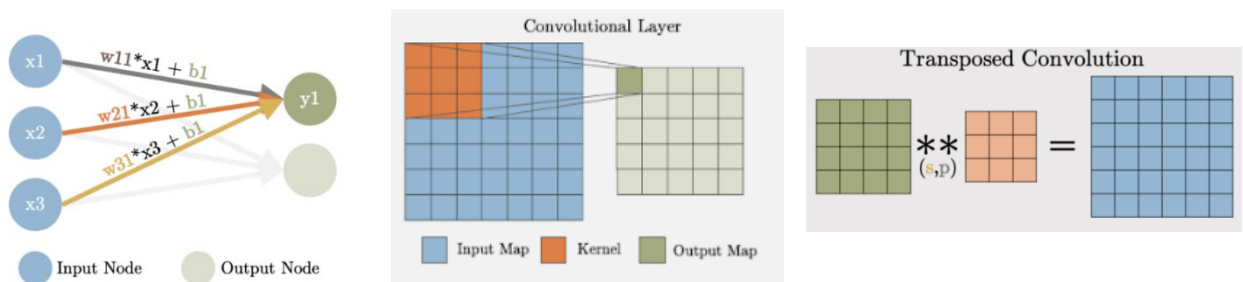 x1
w11*x1 + b1
x2
w21*x2 + b1
y1
w31*x3 + b1
x3
Input Node
Output Node
Convolutional Layer
Input Map
Kernel
Output Map
Transposed Convolution
**
(s,p)
=